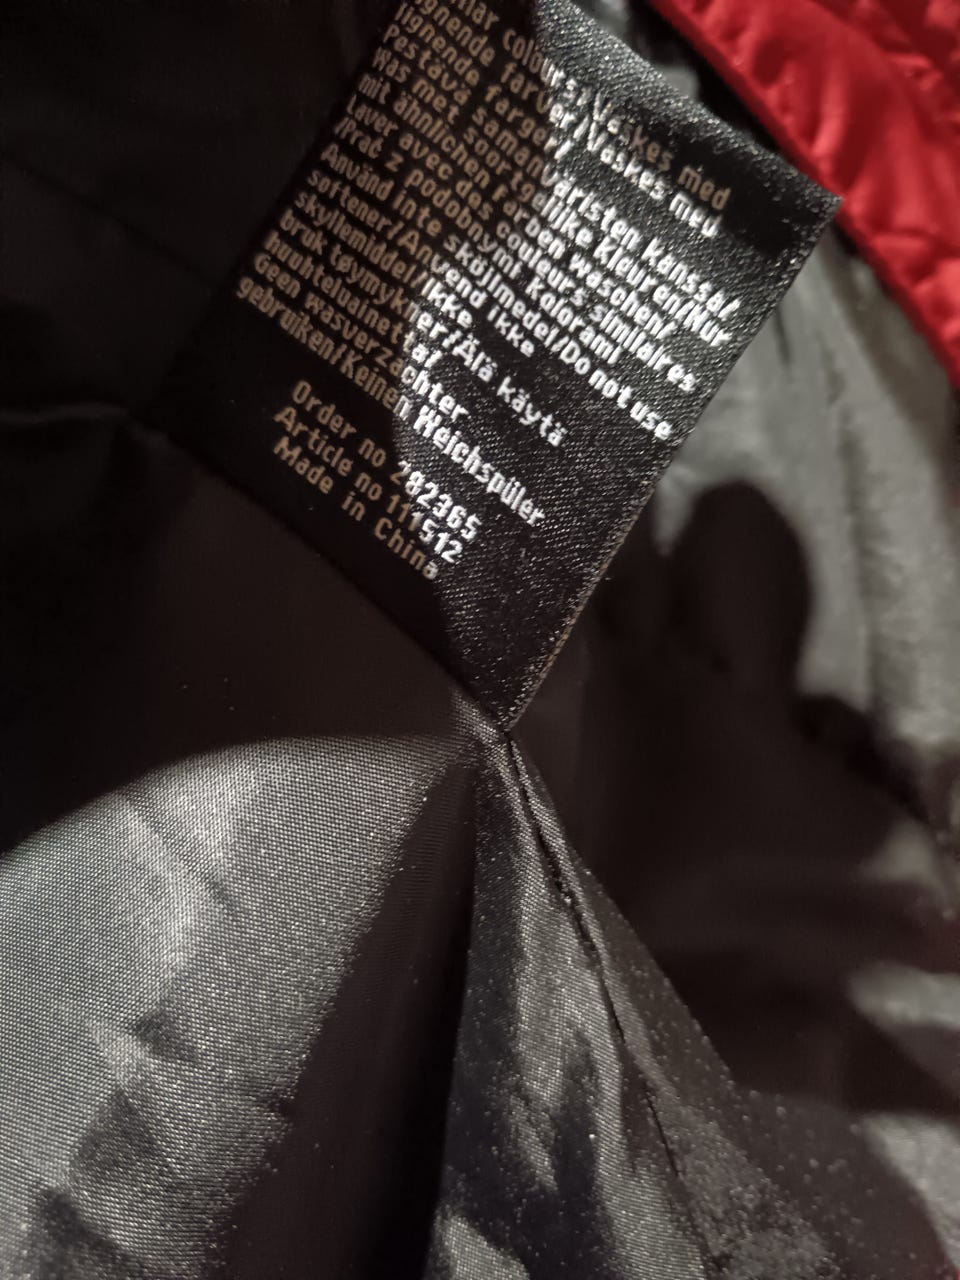 colours/Vaskes med
lignende farver/Vaskes med
lignende farger/
Pestävä samanväristen kanssa/
Was met soortgelijke Kleuren/Nur
mit ähnlichen Farben waschen/
Laver avec des couleurs similaires
/Prać z podobnymi Kolorami
Använd inte sköljmedel/Do not use
softener/Anvend ikke
skyllemiddel/Ikke
bruk tøymykner/Älä käytä
huuhteluainetta/
Geen wasverzachter
gebruiken/Keinen Weichspüler
Order no 282365
Article no 111512
Made in China